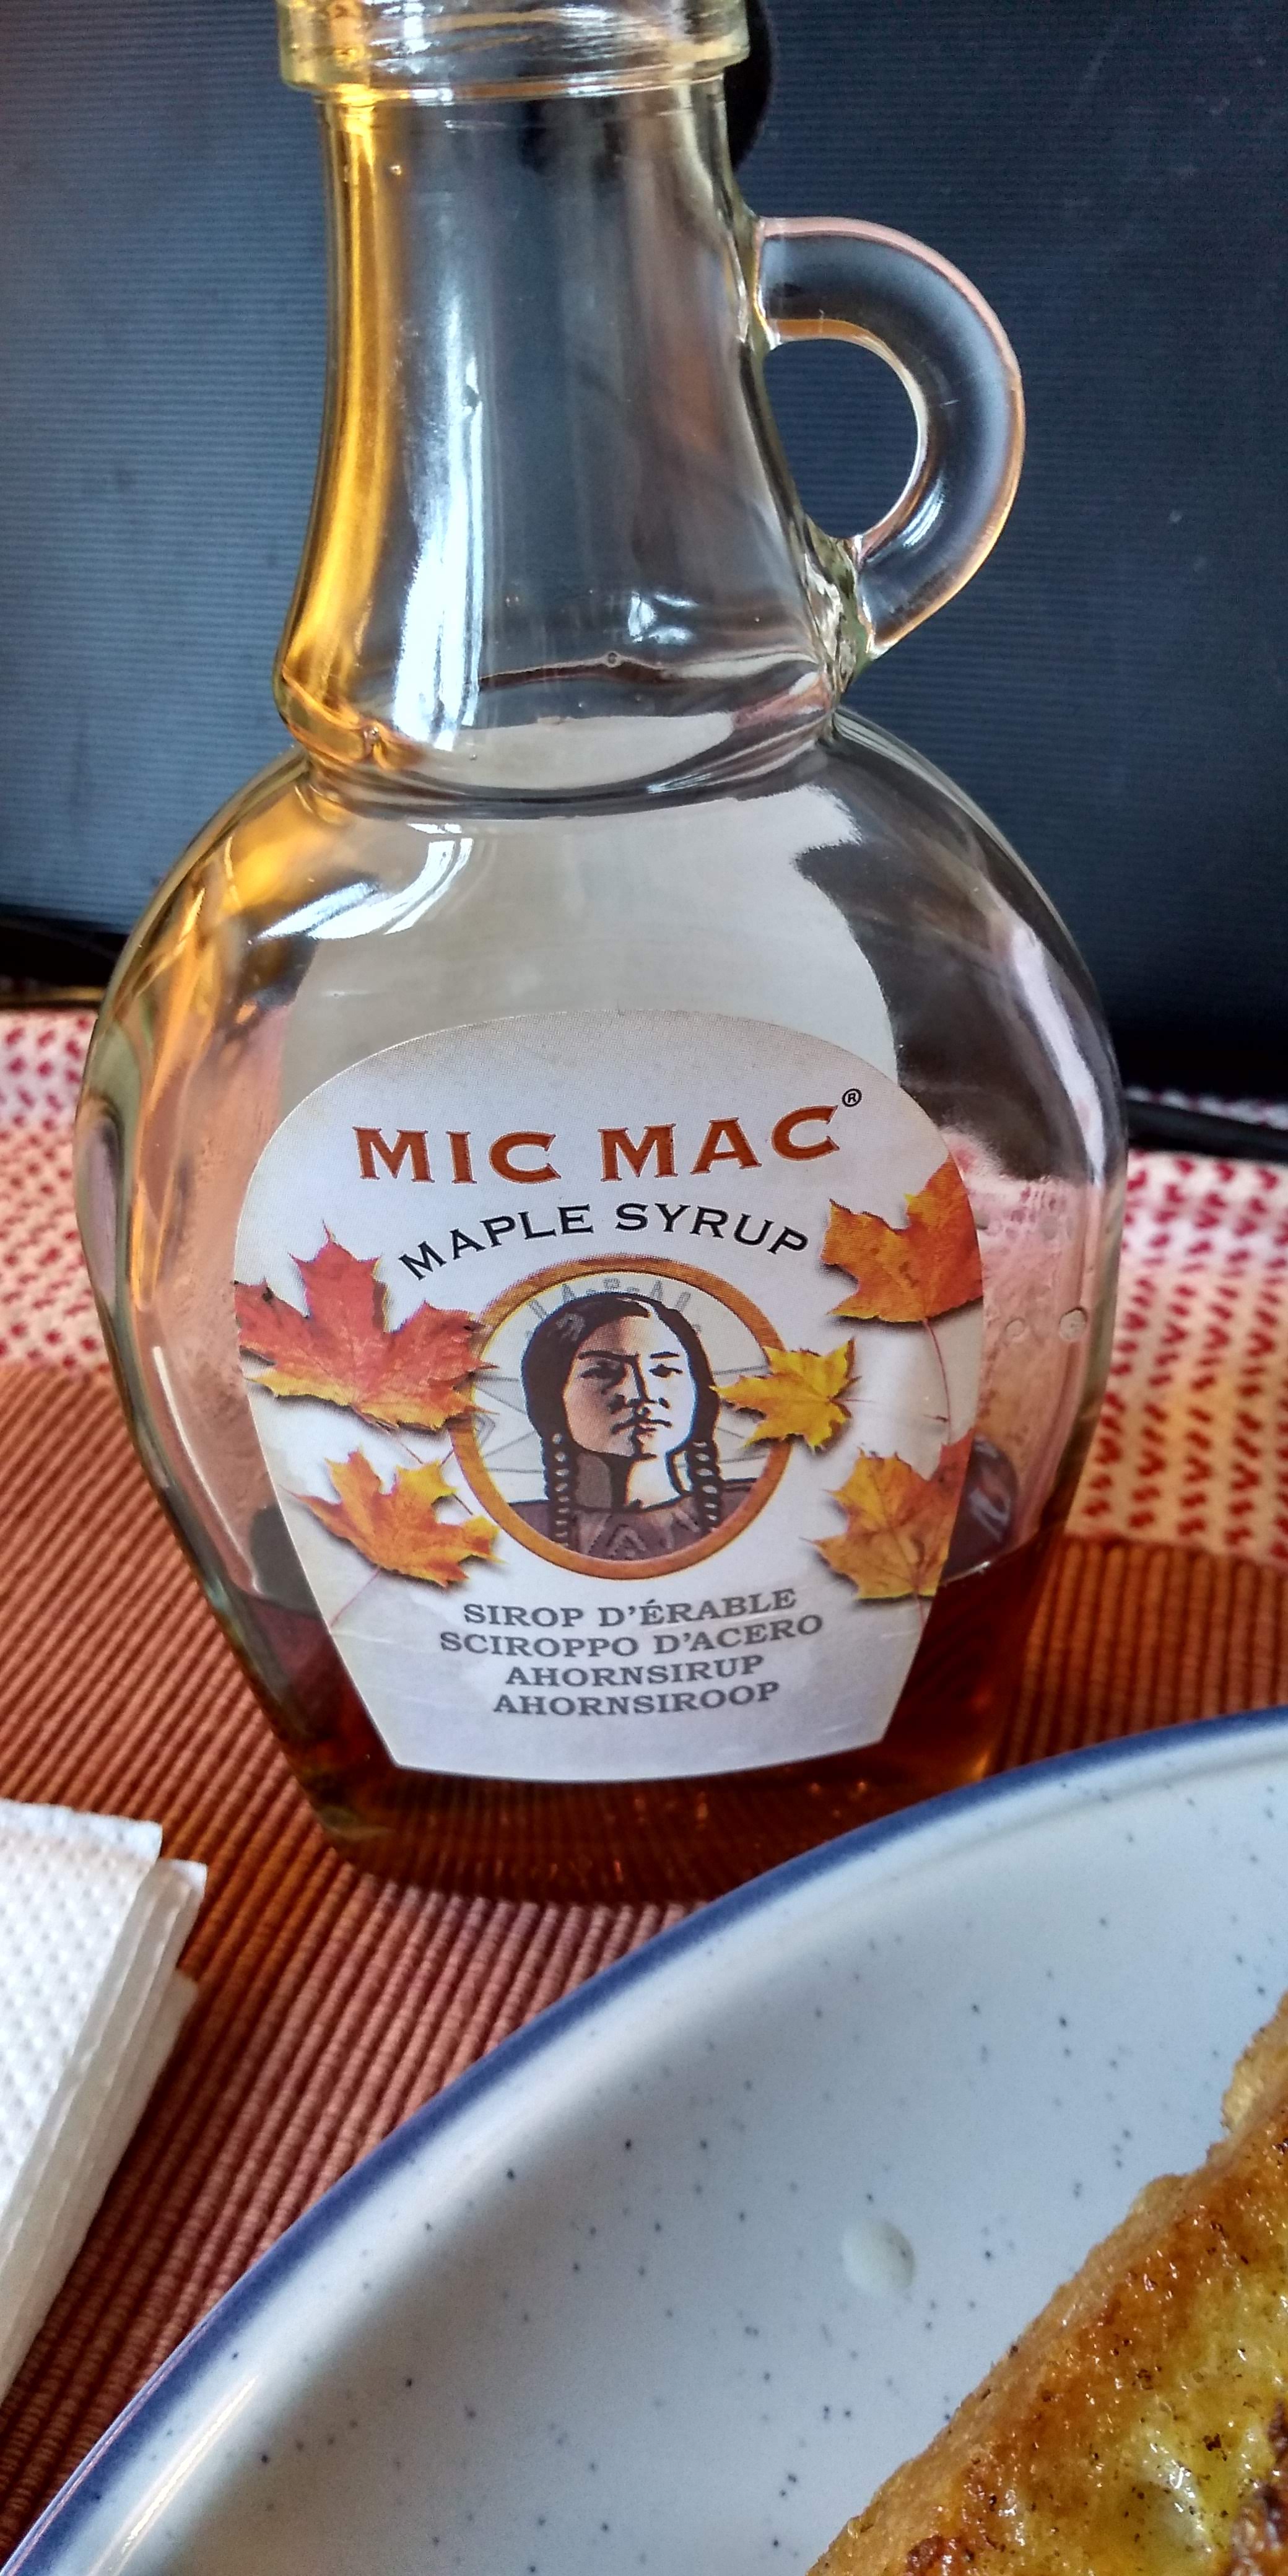 MIC MAC®
MAPLE SYRUP
SIROP D'ÉRABLE
SCIROPPO D'ACERO
AHORNSIRUP
AHORNSIROOP